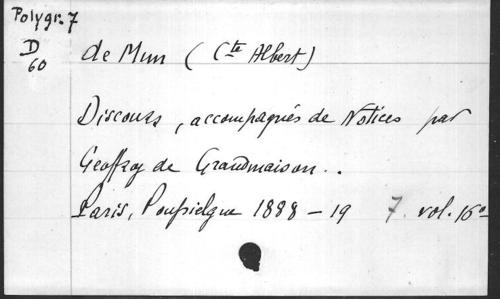 Polygr. 7
D
60
de Mun (Cte Albert)
Discours, accompagnés de Notices par
Geoffroy de Grandmaison..
Paris, Poussielgue 1888-19 7. vol. 16o